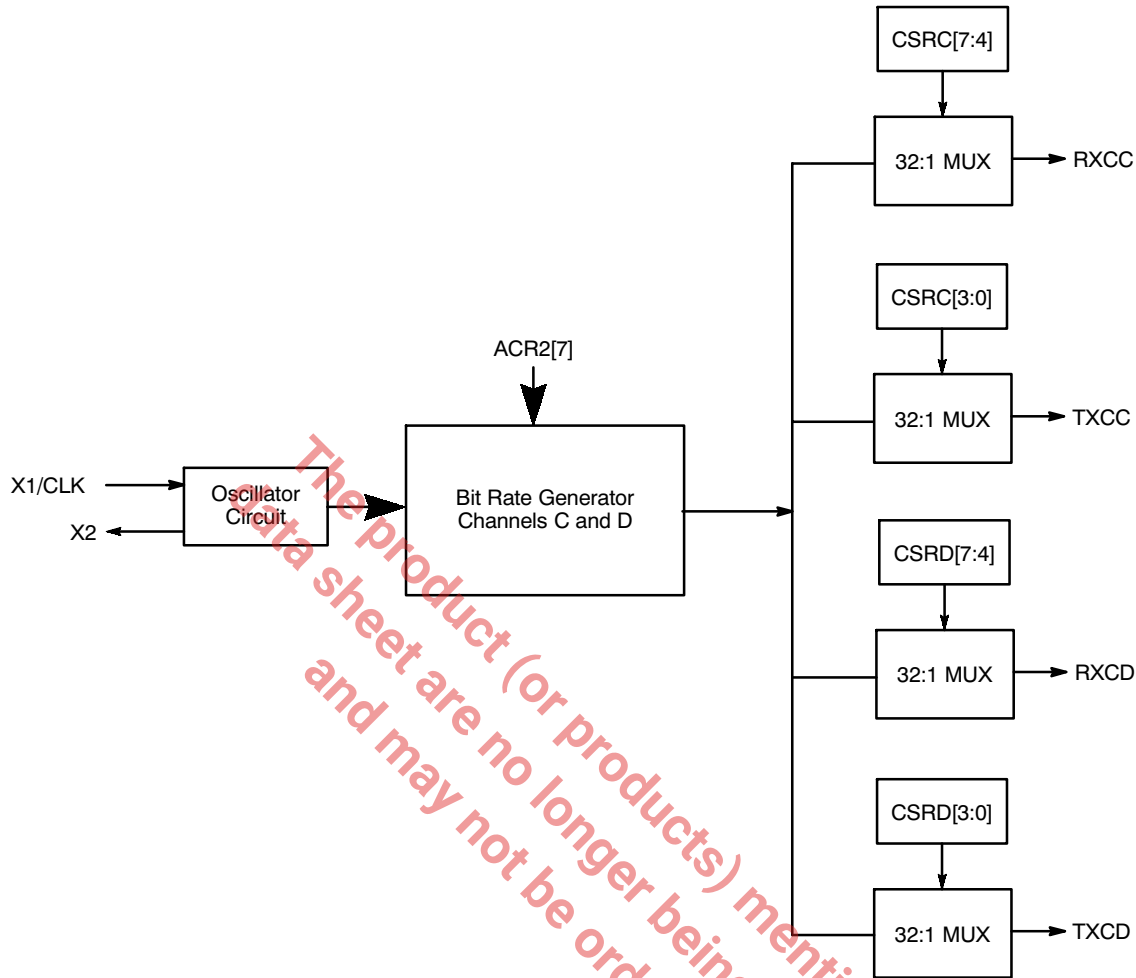 CSRC[7:4]
32:1 MUX
RXCC
CSRC[3:0]
32:1 MUX
TXCC
ACR2[7]
X1/CLK
X2
Oscillator
Circuit
Bit Rate Generator
Channels C and D
CSRD[7:4]
32:1 MUX
RXCD
CSRD[3:0]
32:1 MUX
TXCD
The product (or products) menti
data sheet are no longer being
and may not be ord